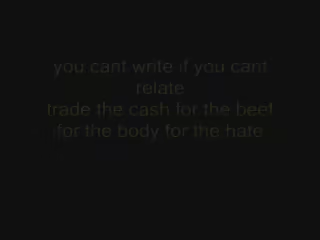 you cant write if you cant
relate
trade the cash for the beef
for the body for the hate